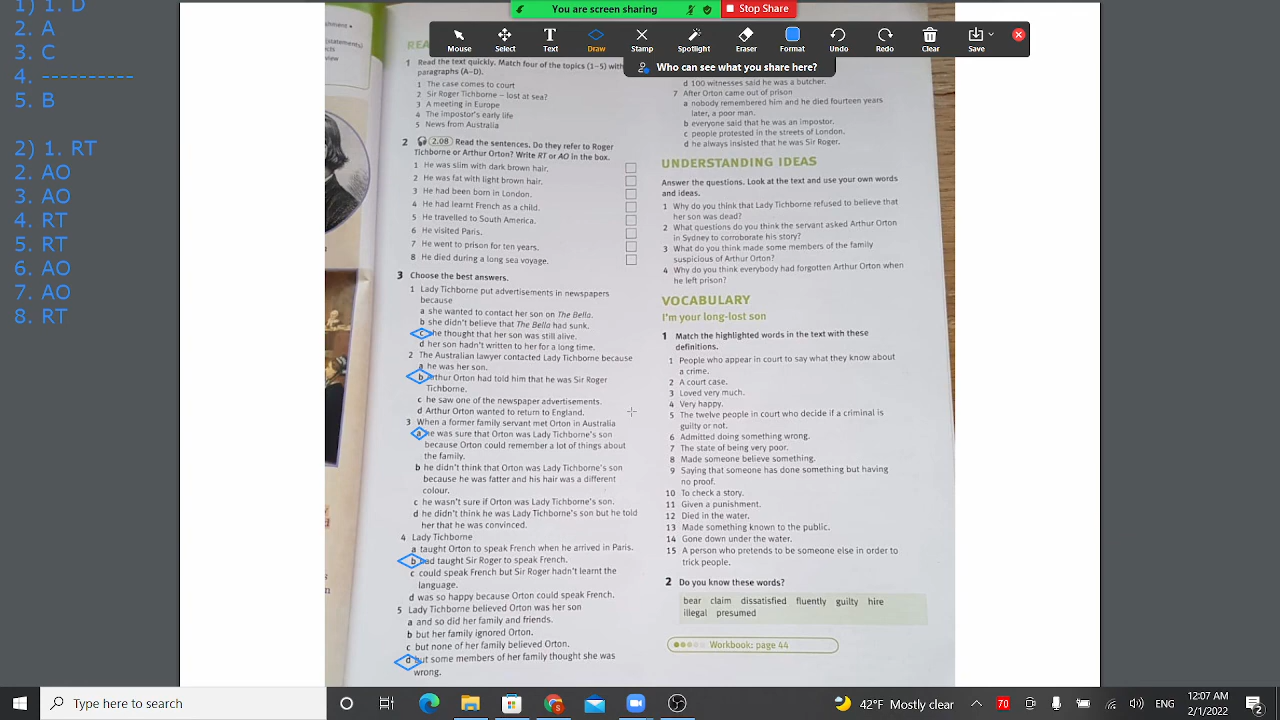 1) 1. D
2. A
3. C
4. ----------
5. B
2) 1. RT
2. AO
3. AO
4. RT
5. RT
6. AO
7. AO
8. RT
You are screen sharing
Stop Share
Mouse Select Text Draw Stamp Spotlight Eraser Format Undo Redo Clear Save
Who can see what you share here?
1 Read the text quickly. Match four of the topics (1–5) with
paragraphs (A–D).
1 The case comes to court
2 Sir Roger Tichborne – lost at sea?
3 A meeting in Europe
4 The impostor's early life
5 News from Australia
2 2.08 Read the sentences. Do they refer to Roger
Tichborne or Arthur Orton? Write RT or AO in the box.
1 He was slim with dark brown hair.
2 He was fat with light brown hair.
3 He had been born in London.
4 He had learnt French as a child.
5 He travelled to South America.
6 He visited Paris.
7 He went to prison for ten years.
8 He died during a long sea voyage.
3 Choose the best answers.
1 Lady Tichborne put advertisements in newspapers
because
a she wanted to contact her son on The Bella.
b she didn't believe that The Bella had sunk.
c she thought that her son was still alive.
d her son hadn't written to her for a long time.
2 The Australian lawyer contacted Lady Tichborne because
a he was her son.
b Arthur Orton had told him that he was Sir Roger
Tichborne.
c he saw one of the newspaper advertisements.
d Arthur Orton wanted to return to England.
3 When a former family servant met Orton in Australia
a he was sure that Orton was Lady Tichborne's son
because Orton could remember a lot of things about
the family.
b he didn't think that Orton was Lady Tichborne's son
because he was fatter and his hair was a different
colour.
c he wasn't sure if Orton was Lady Tichborne's son.
d he didn't think he was Lady Tichborne's son but he told
her that he was convinced.
4 Lady Tichborne
a taught Orton to speak French when he arrived in Paris.
b had taught Sir Roger to speak French.
c could speak French but Sir Roger hadn't learnt the
language.
d was so happy because Orton could speak French.
5 Lady Tichborne believed Orton was her son
a and so did her family and friends.
b but her family ignored Orton.
c but none of her family believed Orton.
d but some members of her family thought she was
wrong.
d 100 witnesses said he was a butcher.
7 After Orton came out of prison
a nobody remembered him and he died fourteen years
later, a poor man.
b everyone said that he was an impostor.
c people protested in the streets of London.
d he always insisted that he was Sir Roger.
UNDERSTANDING IDEAS
Answer the questions. Look at the text and use your own words
and ideas.
1 Why do you think that Lady Tichborne refused to believe that
her son was dead?
2 What questions do you think the servant asked Arthur Orton
in Sydney to corroborate his story?
3 What do you think made some members of the family
suspicious of Arthur Orton?
4 Why do you think everybody had forgotten Arthur Orton when
he left prison?
VOCABULARY
I'm your long-lost son
1 Match the highlighted words in the text with these
definitions.
1 People who appear in court to say what they know about
a crime.
2 A court case.
3 Loved very much.
4 Very happy.
5 The twelve people in court who decide if a criminal is
guilty or not.
6 Admitted doing something wrong.
7 The state of being very poor.
8 Made someone believe something.
9 Saying that someone has done something but having
no proof.
10 To check a story.
11 Given a punishment.
12 Died in the water.
13 Made something known to the public.
14 Gone down under the water.
15 A person who pretends to be someone else in order to
trick people.
2 Do you know these words?
bear claim dissatisfied fluently guilty hire
illegal presumed
Workbook: page 44
Type here to search
70
12:07 AM
5/10/2022